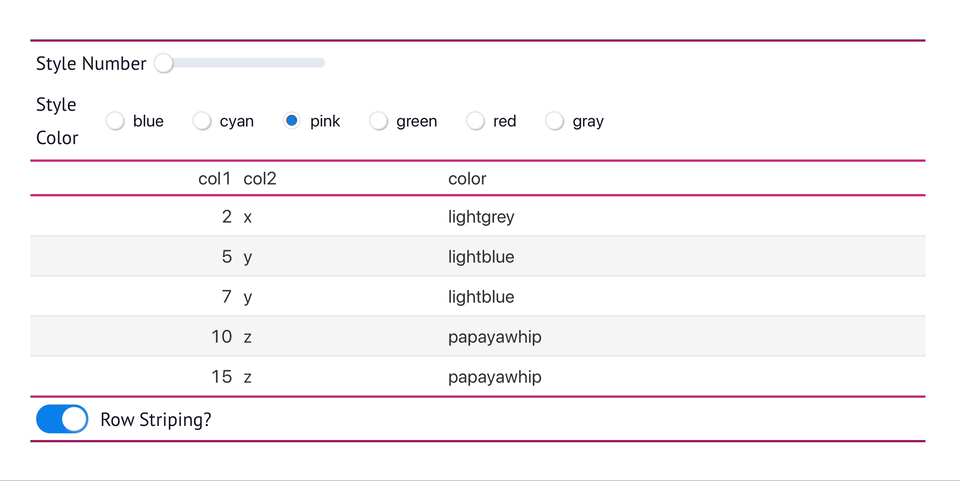 Style Number
Style
Color
blue cyan pink green red gray
col1 col2 color
2 x lightgrey
5 y lightblue
7 y lightblue
10 z papayawhip
15 z papayawhip
Row Striping?